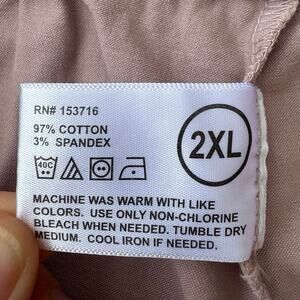 RN# 153716
97% COTTON
3% SPANDEX
2XL
40C
MACHINE WAS WARM WITH LIKE
COLORS. USE ONLY NON-CHLORINE
BLEACH WHEN NEEDED. TUMBLE DRY
MEDIUM. COOL IRON IF NEEDED.